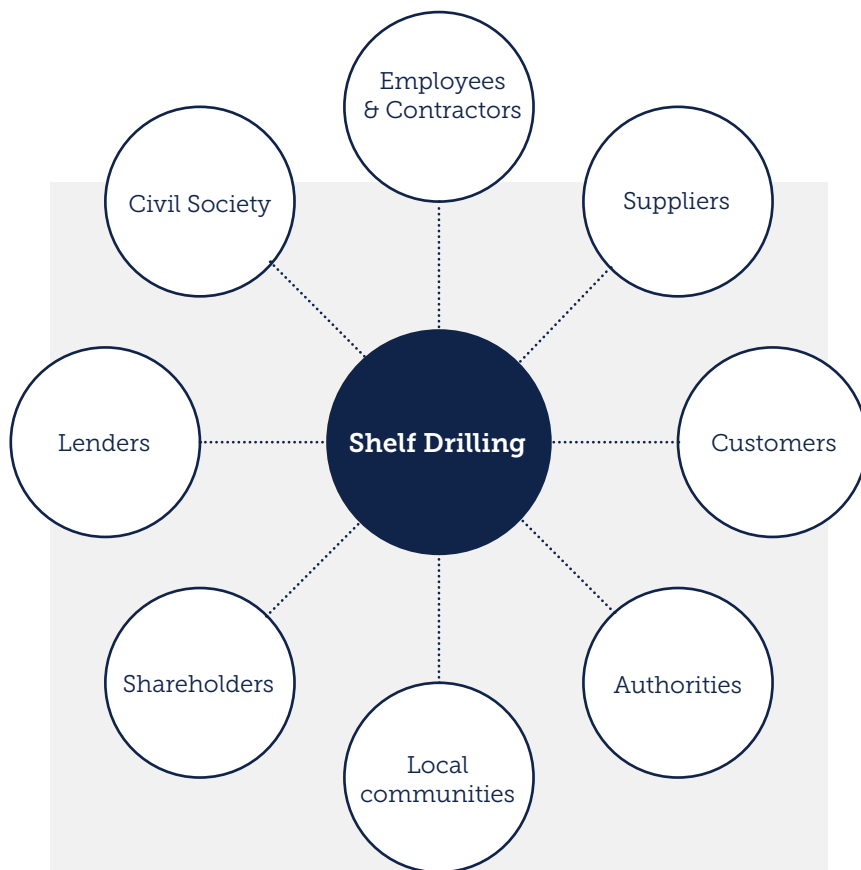 Employees
& Contractors
Civil Society
Suppliers
Lenders
Shelf Drilling
Customers
Shareholders
Authorities
Local
communities